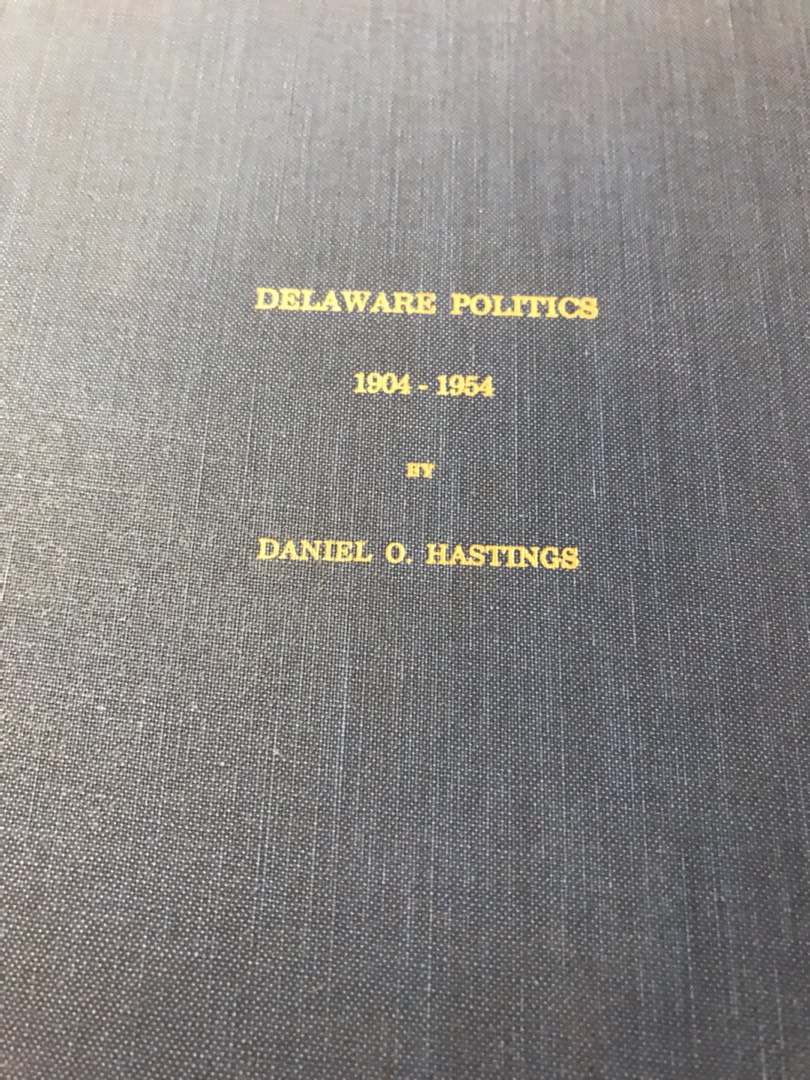 DELAWARE POLITICS
1904 - 1954
BY
DANIEL O. HASTINGS